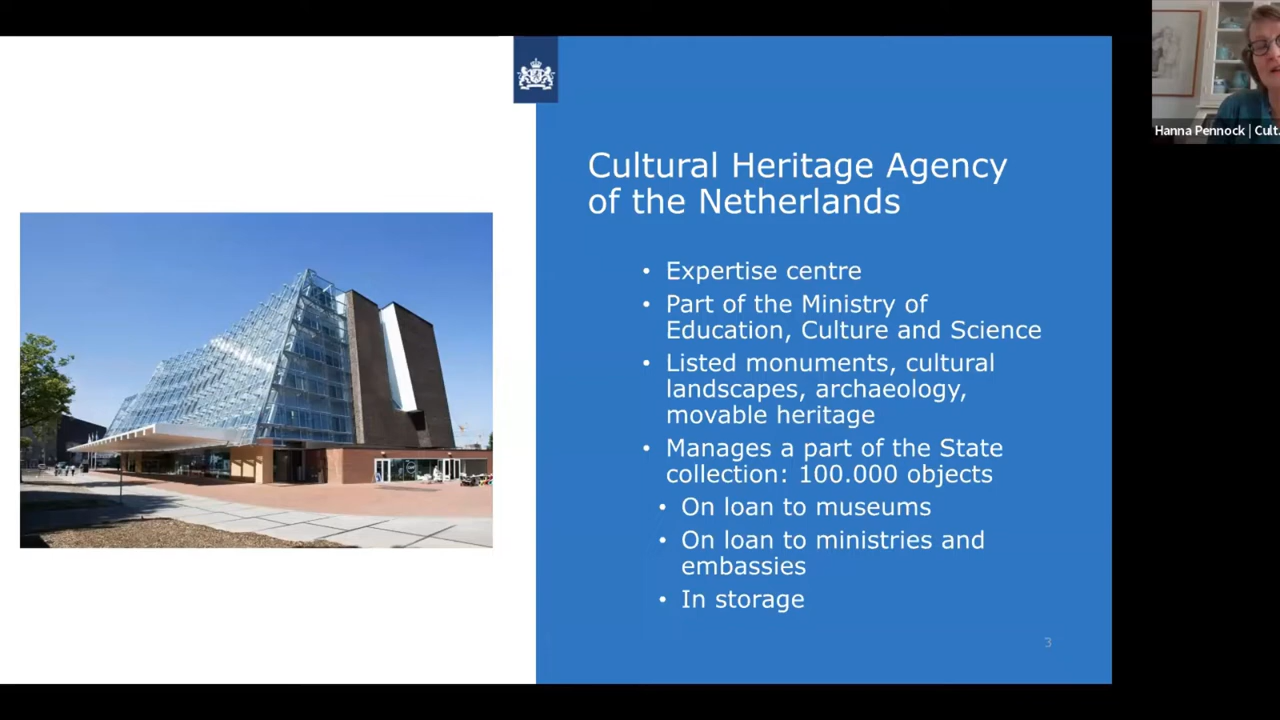 Cultural Heritage Agency
of the Netherlands
• Expertise centre
• Part of the Ministry of
Education, Culture and Science
• Listed monuments, cultural
landscapes, archaeology,
movable heritage
• Manages a part of the State
collection: 100.000 objects
• On loan to museums
• On loan to ministries and
embassies
• In storage
3
Hanna Pennock | Cult.